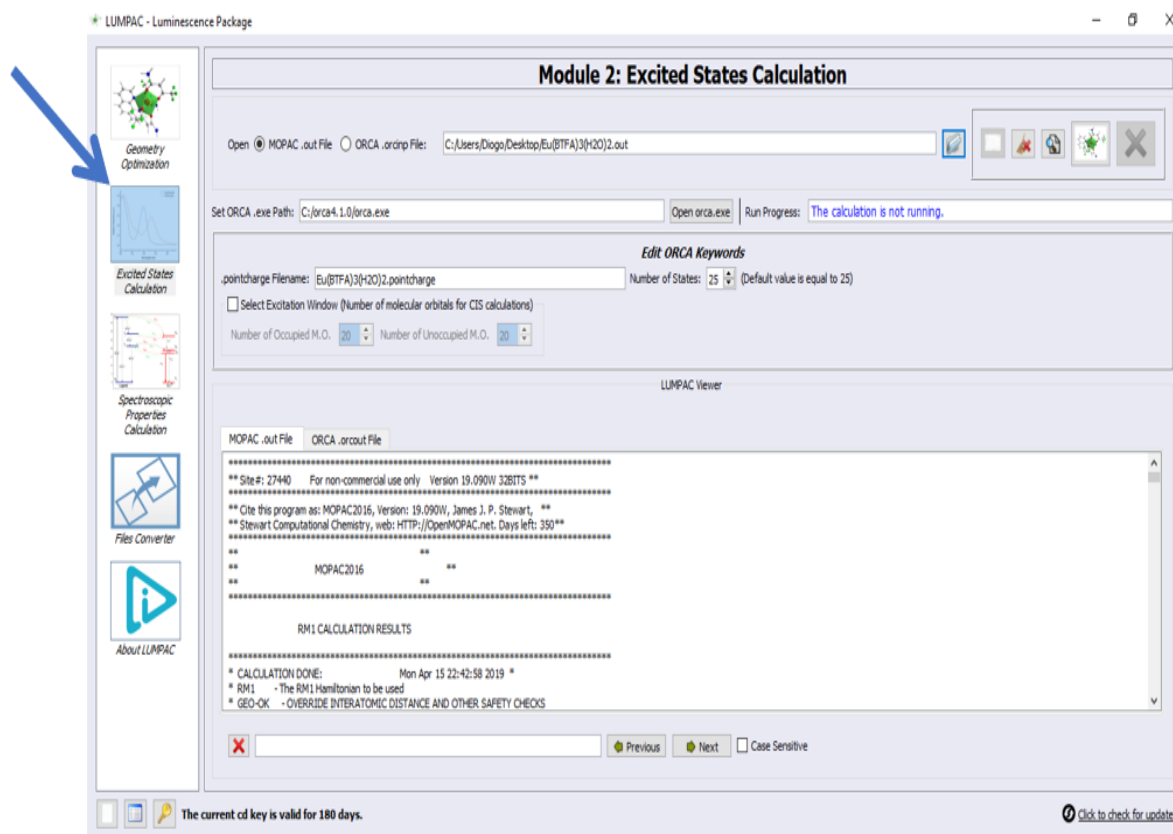 LUMPAC - Luminescence Package
Module 2: Excited States Calculation
Geometry
Optimization
Open MOPAC .out File ORCA .orcinp File: C:/Users/Diogo/Desktop/Eu(BTFA)3(H2O)2.out
Set ORCA .exe Path: C:/orca4.1.0/orca.exe Open orca.exe Run Progress: The calculation is not running.
Edit ORCA Keywords
Excited States
Calculation
.pointcharge Filename: Eu(BTFA)3(H2O)2.pointcharge Number of States: 25 (Default value is equal to 25)
Select Excitation Window (Number of molecular orbitals for CIS calculations)
Number of Occupied M.O. 20 Number of Unoccupied M.O. 20
LUMPAC Viewer
Spectroscopic
Properties
Calculation
MOPAC .out File ORCA .orcout File
*******************************************************************************
** Site#: 27440 For non-commercial use only Version 19.090W 32BITS **
*******************************************************************************
** Cite this program as: MOPAC2016, Version: 19.090W, James J. P. Stewart, **
** Stewart Computational Chemistry, web: HTTP://OpenMOPAC.net. Days left: 350**
*******************************************************************************
** **
** MOPAC2016 **
** **
*******************************************************************************
RM1 CALCULATION RESULTS
*******************************************************************************
* CALCULATION DONE: Mon Apr 15 22:42:58 2019 *
* RM1 - The RM1 Hamiltonian to be used
* GEO-OK - OVERRIDE INTERATOMIC DISTANCE AND OTHER SAFETY CHECKS
Files Converter
About LUMPAC
Previous Next Case Sensitive
The current cd key is valid for 180 days.
Click to check for update